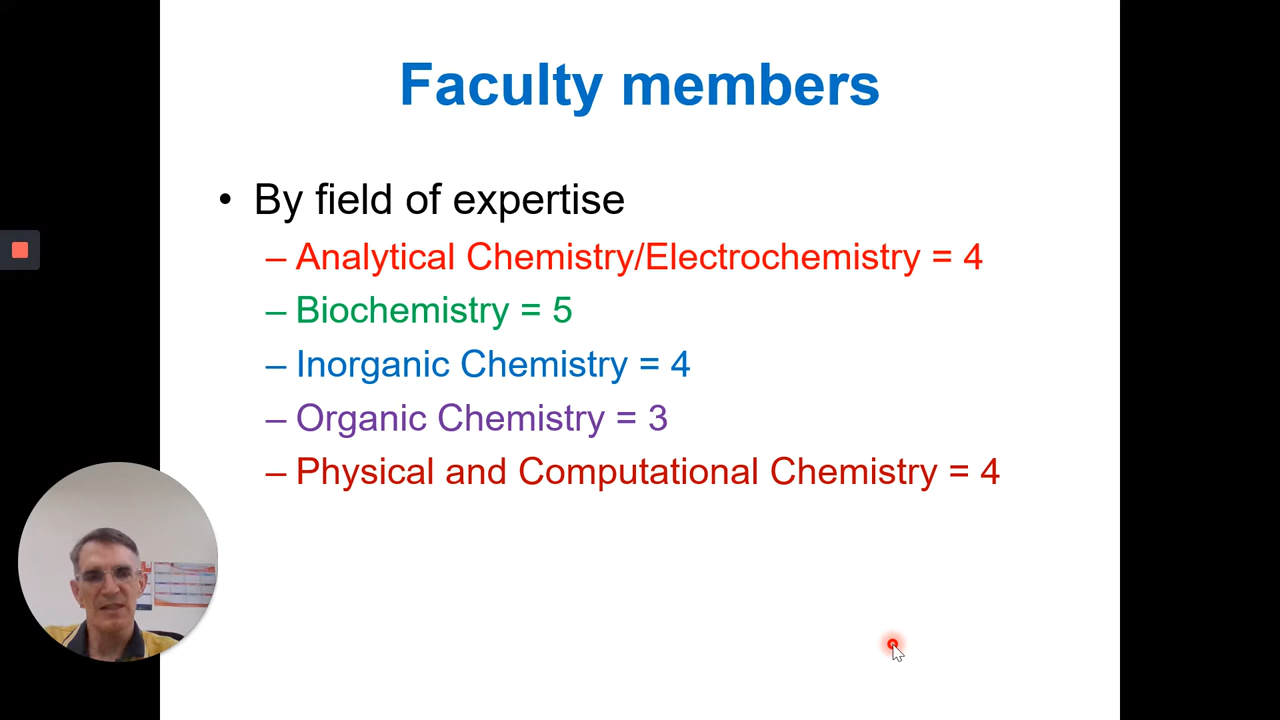 Faculty members
• By field of expertise
– Analytical Chemistry/Electrochemistry = 4
– Biochemistry = 5
– Inorganic Chemistry = 4
– Organic Chemistry = 3
– Physical and Computational Chemistry = 4